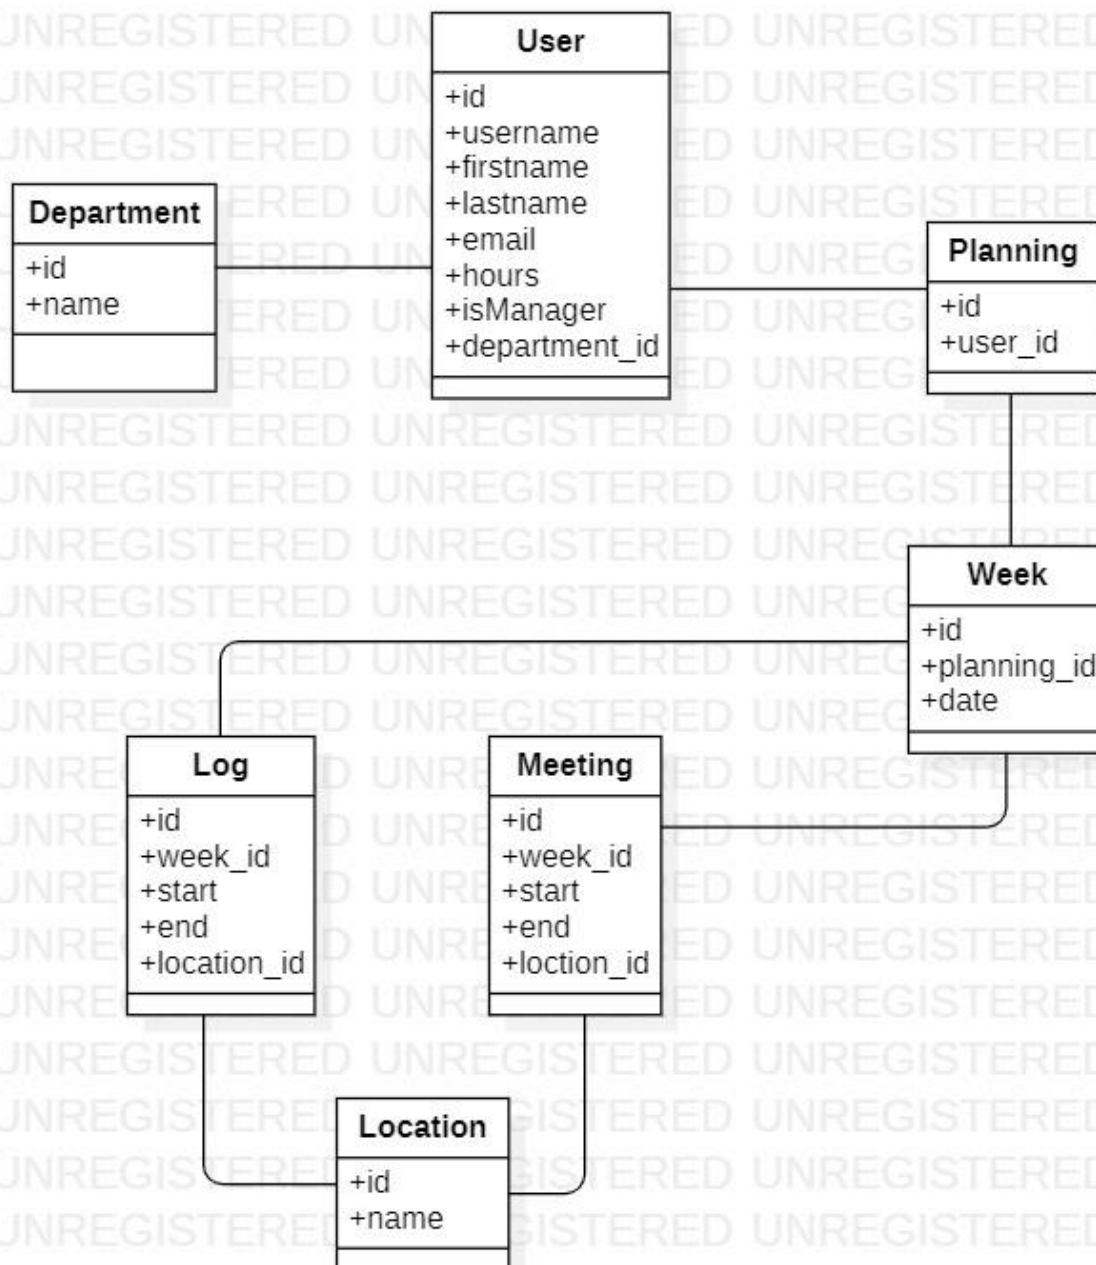 User
+id
+username
+firstname
+lastname
+email
+hours
+isManager
+department_id
Department
+id
+name
Planning
+id
+user_id
Week
+id
+planning_id
+date
Log
+id
+week_id
+start
+end
+location_id
Meeting
+id
+week_id
+start
+end
+loction_id
Location
+id
+name
UNREGISTERED